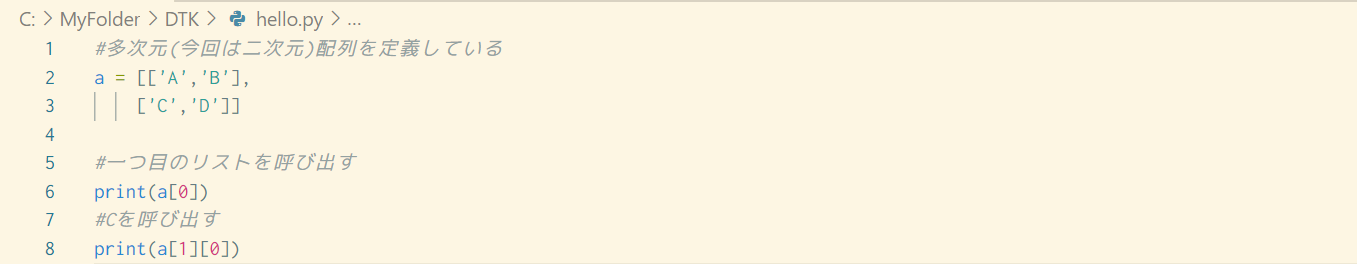 C: > MyFolder > DTK > hello.py > ...
1 #多次元(今回は二次元)配列を定義している
2 a = [['A','B'],
3 ['C','D']]
4
5 #一つ目のリストを呼び出す
6 print(a[0])
7 #Cを呼び出す
8 print(a[1][0])